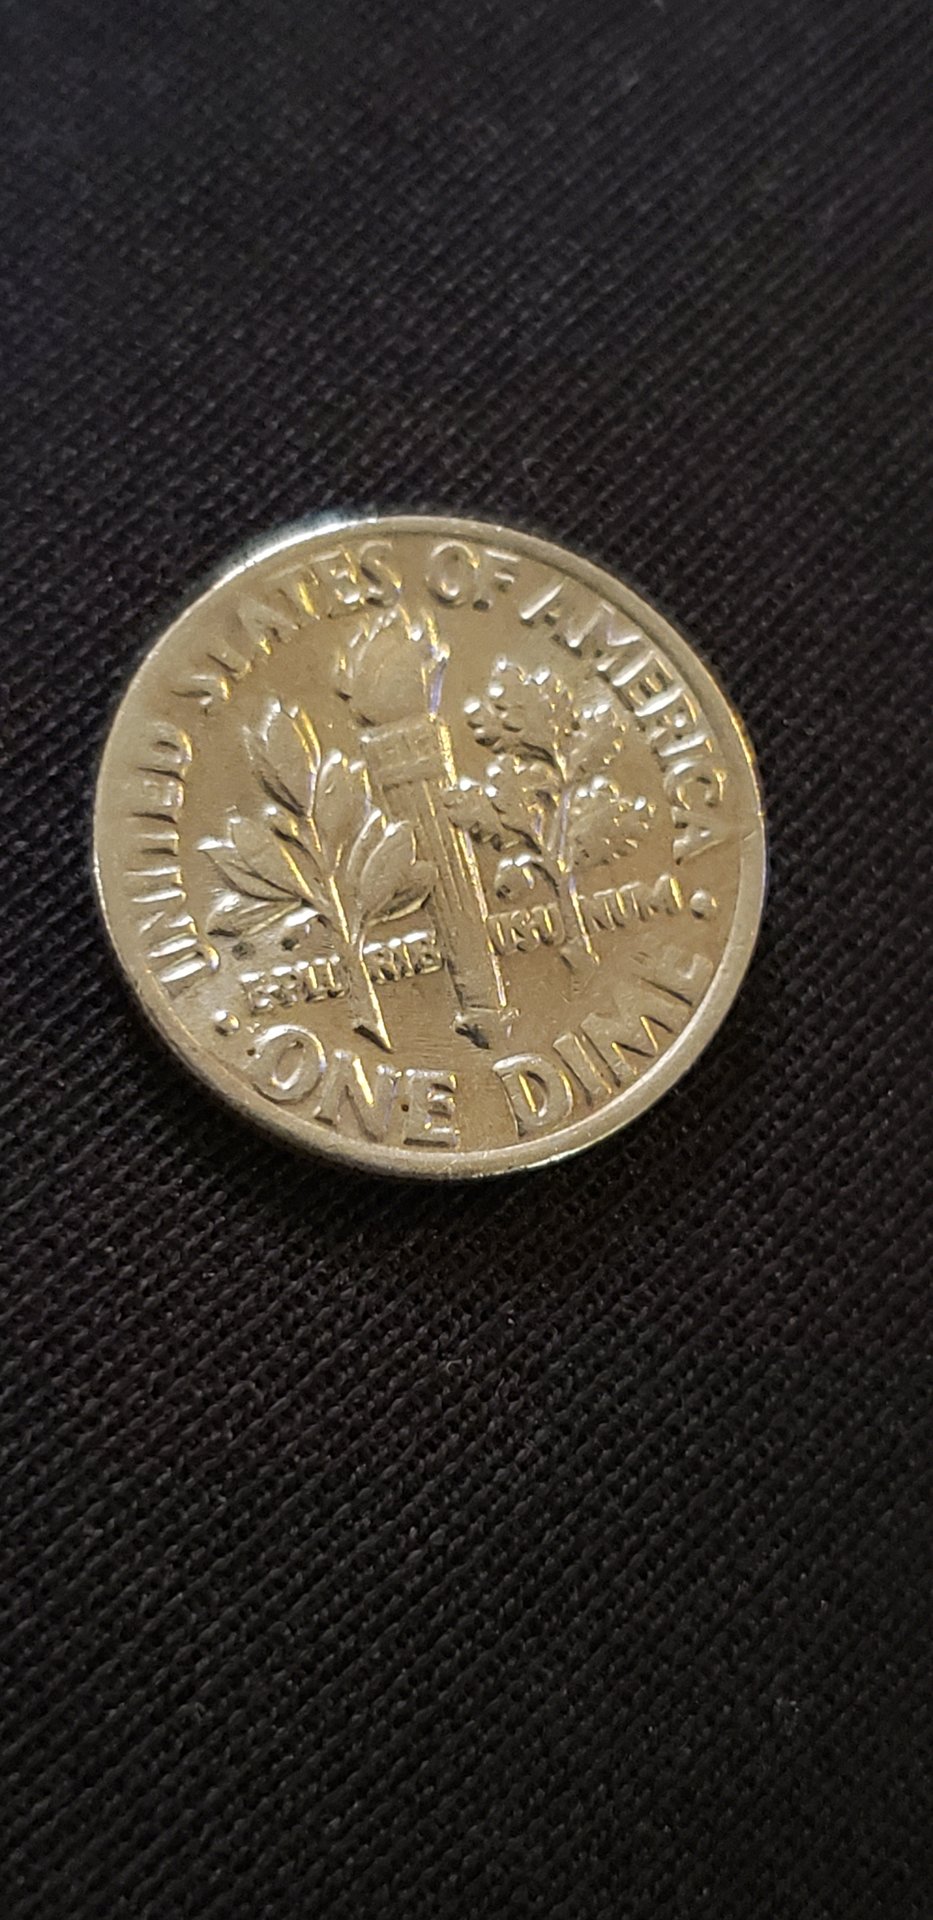 UNITED STATES OF AMERICA
E PLURIBUS UNUM
· ONE DIME ·